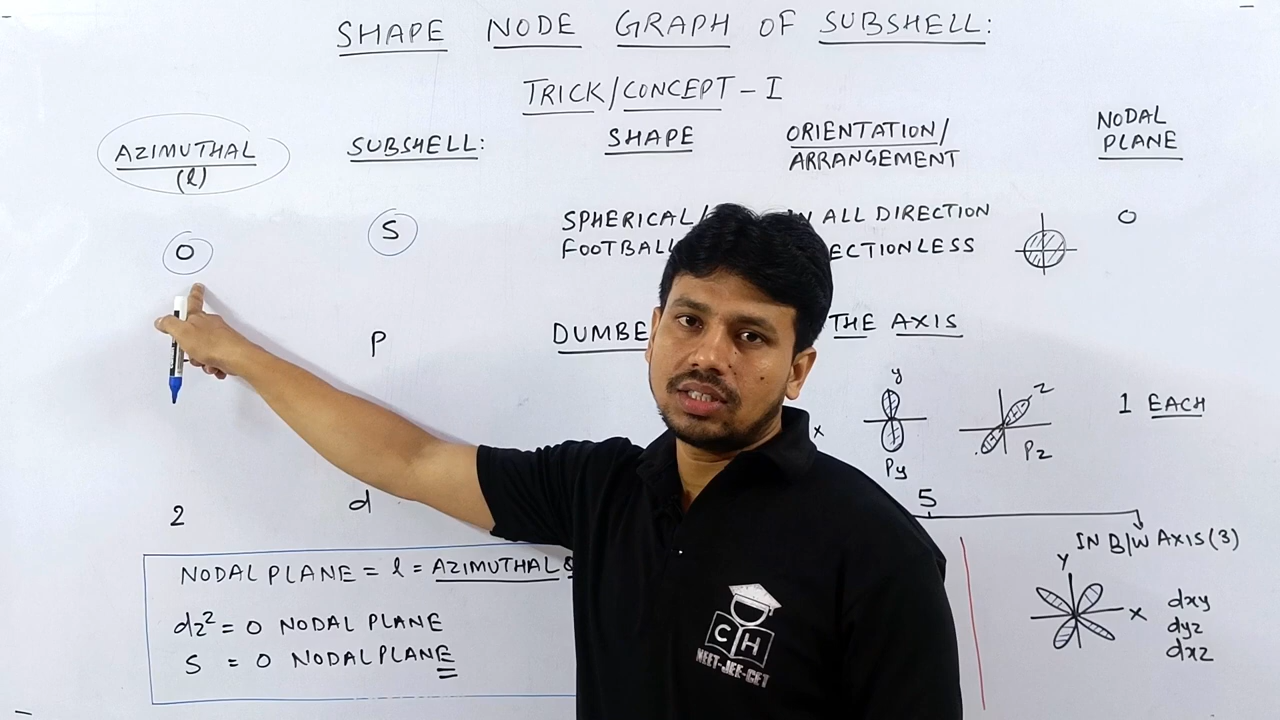 SHAPE NODE GRAPH OF SUBSHELL:
TRICK/CONCEPT - I
AZIMUTHAL
(l)
SUBSHELL:
SHAPE
ORIENTATION/
ARRANGEMENT
NODAL
PLANE
0
S
SPHERICAL/
FOOTBALL
IN ALL DIRECTION
ECTIONLESS
0
P
DUMBE
THE AXIS
x
y
Py
z
Pz
1 EACH
2
d
5
IN B/W AXIS(3)
Y
X
dxy
dyz
dxz
NODAL PLANE = l = AZIMUTHAL
dz² = 0 NODAL PLANE
S = 0 NODAL PLANE
CH
NEET-JEE-CET